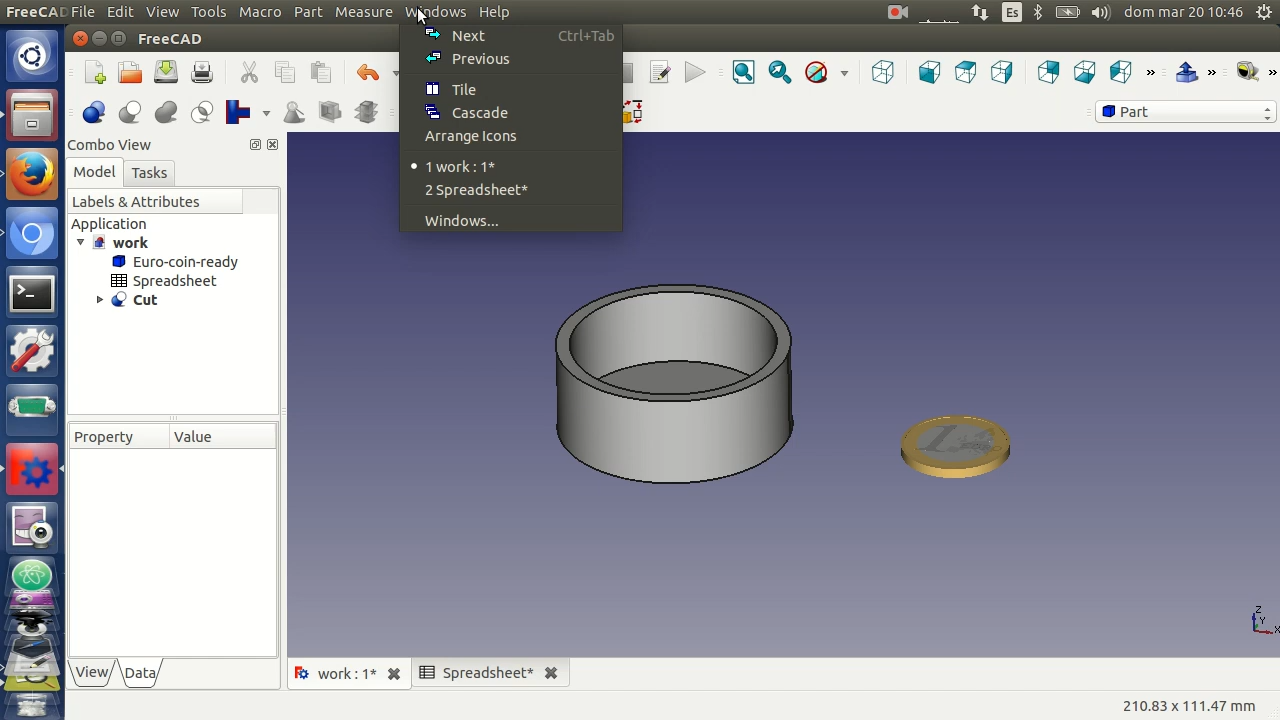 FreeCAD File Edit View Tools Macro Part Measure Windows Help
Es
dom mar 20 10:46
FreeCAD
Next Ctrl+Tab
Previous
Tile
Cascade
Arrange Icons
1 work : 1*
2 Spreadsheet*
Windows...
Part
Combo View
Model Tasks
Labels & Attributes
Application
work
Euro-coin-ready
Spreadsheet
Cut
Property Value
View Data
1
Z
Y
X
work : 1* Spreadsheet*
210.83 x 111.47 mm